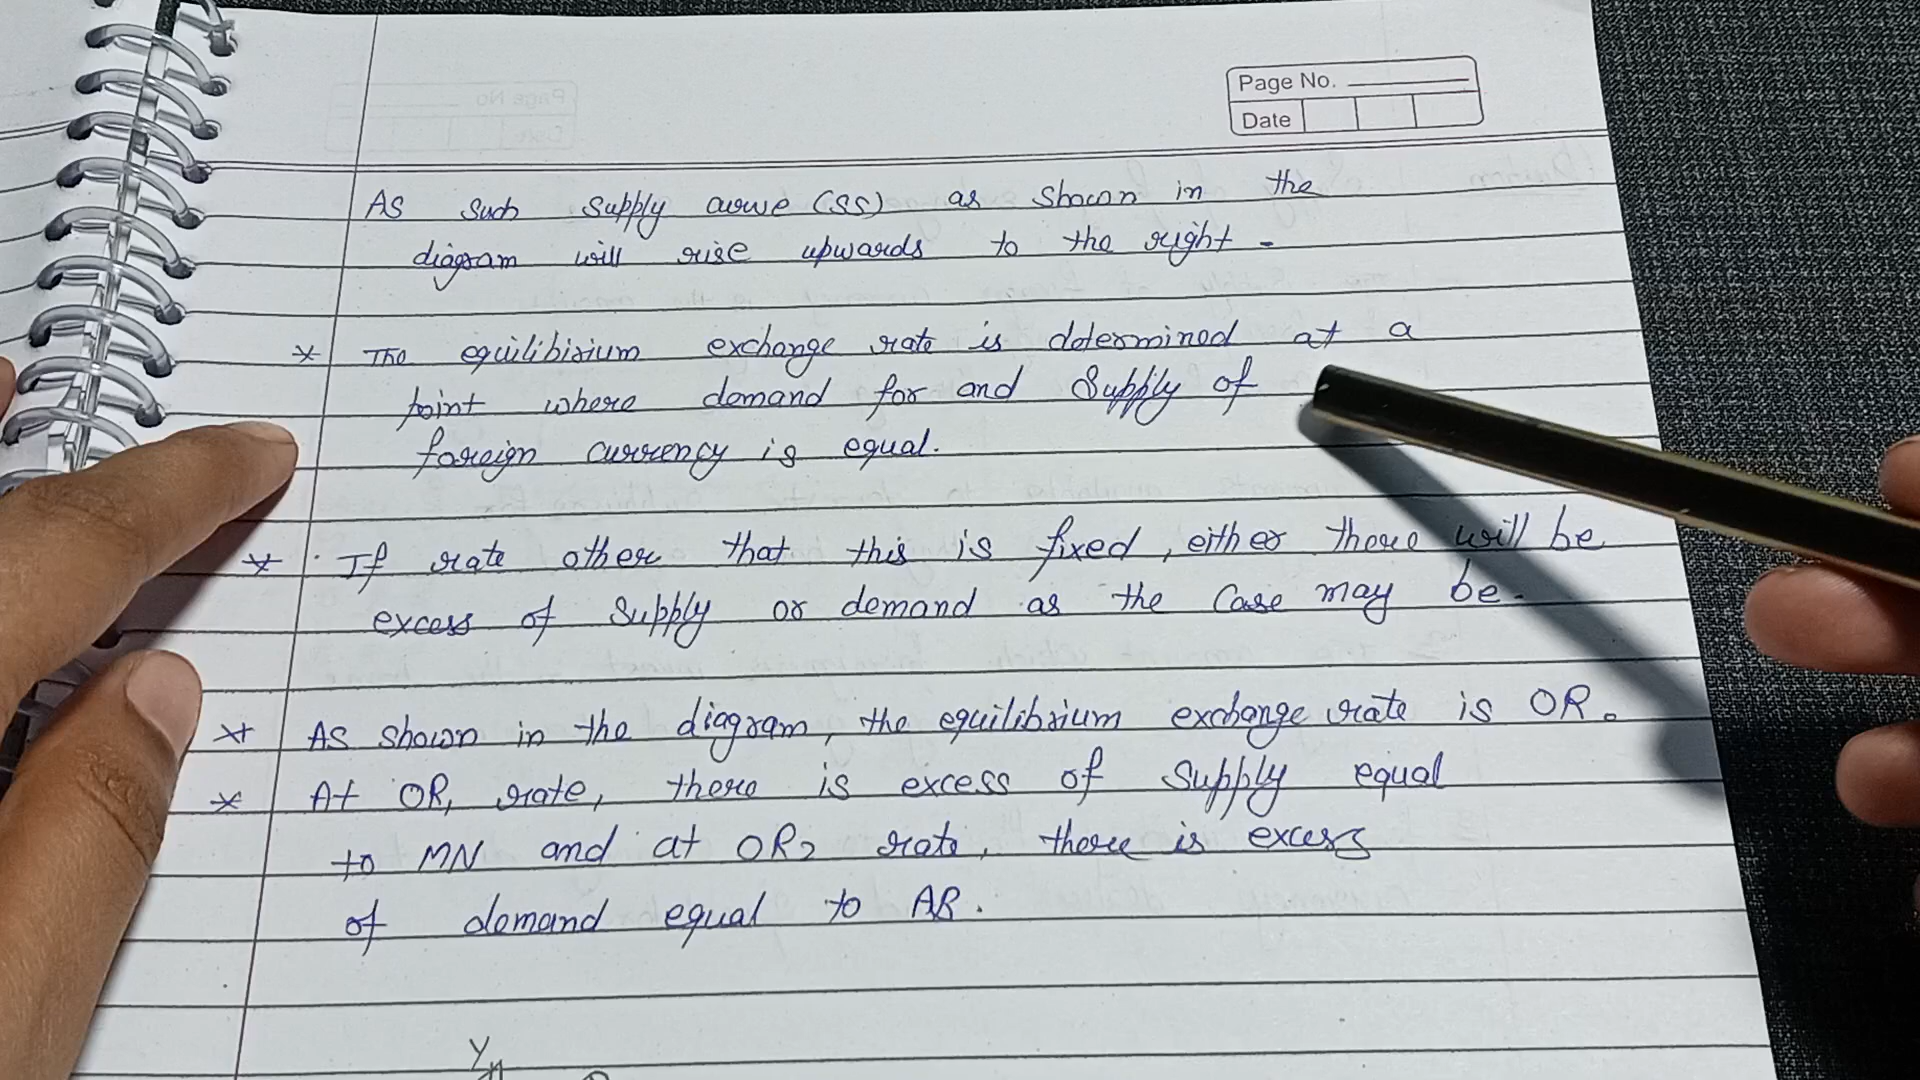 Page No.
Date
As such supply curve (SS) as shown in the
diagram will rise upwards to the right -
* The equilibrium exchange rate is determined at a
point where demand for and Supply of
foreign currency is equal.
* . If rate other that this is fixed, either there will be
excess of supply or demand as the case may be.
* As shown in the diagram, the equilibrium exchange rate is OR.
* At OR1 rate, there is excess of supply equal
to MN and at OR2 rate, there is excess
of demand equal to AB.
Y